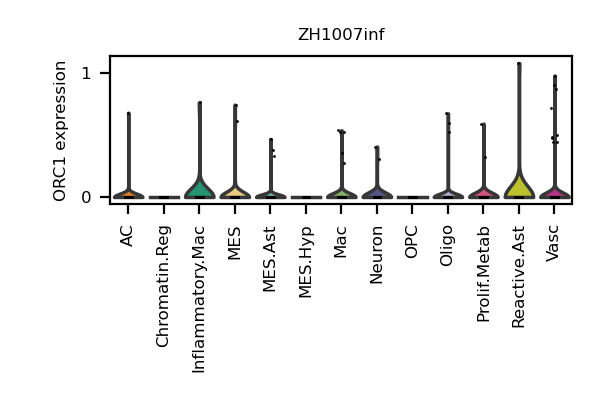 ZH1007inf
ORC1 expression
1
0
AC
Chromatin.Reg
Inflammatory.Mac
MES
MES.Ast
MES.Hyp
Mac
Neuron
OPC
Oligo
Prolif.Metab
Reactive.Ast
Vasc